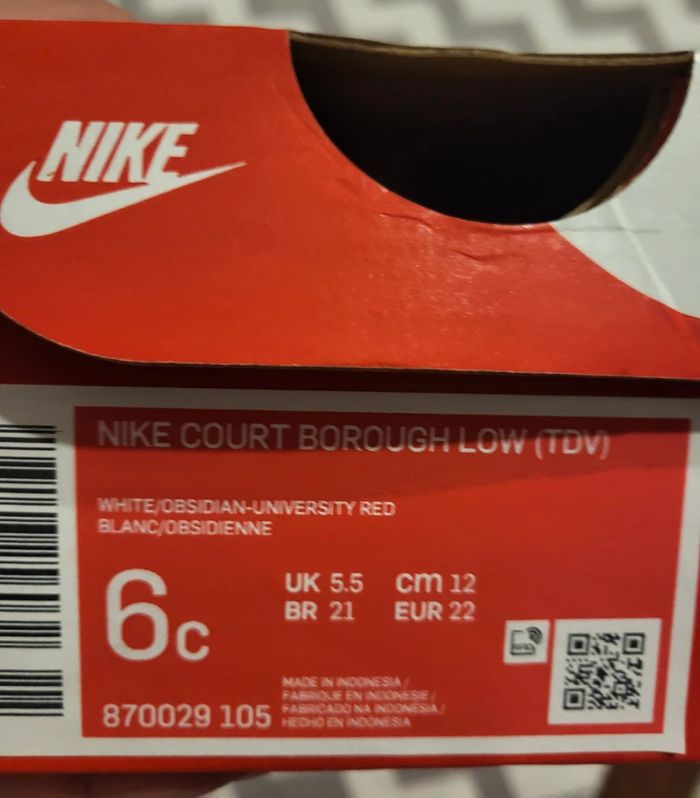 NIKE
NIKE COURT BOROUGH LOW (TDV)
WHITE/OBSIDIAN-UNIVERSITY RED
BLANC/OBSIDIENNE
6c
UK 5.5 cm 12
BR 21 EUR 22
RFID
MADE IN INDONESIA /
FABRIQUE EN INDONESIE /
FABRICADO NA INDONÉSIA /
HECHO EN INDONESIA
870029 105